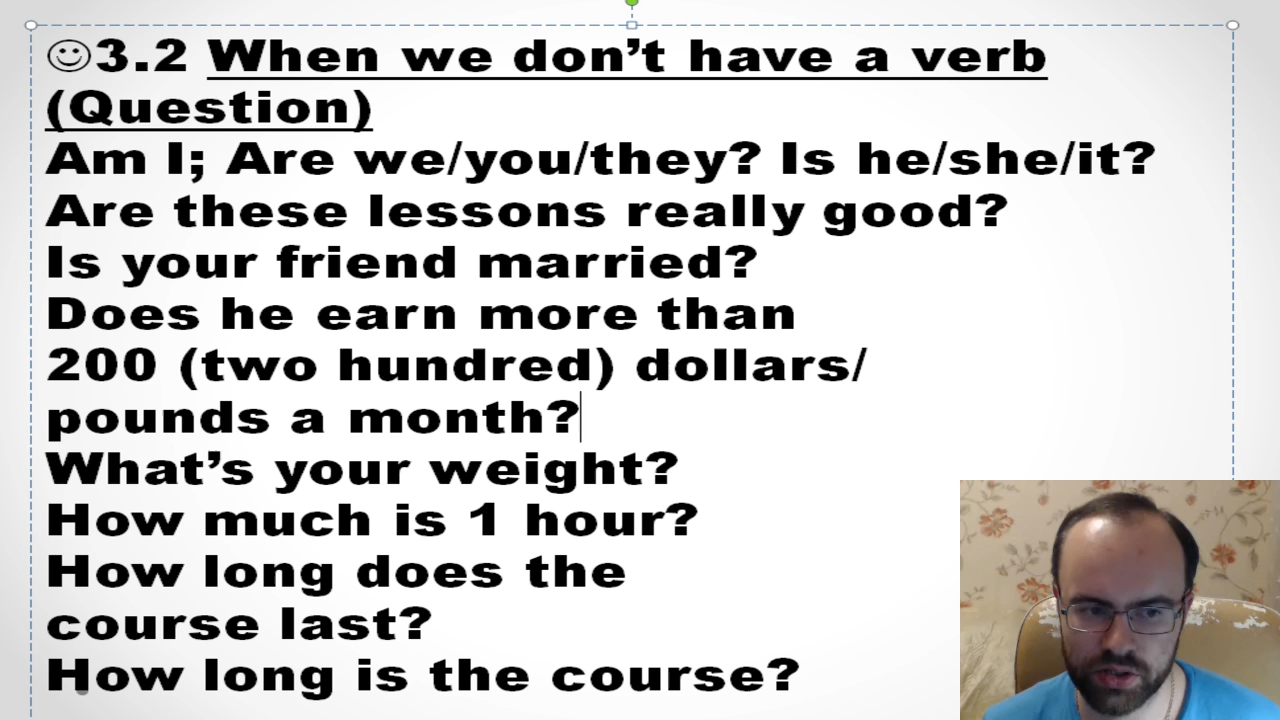 ☺3.2 When we don’t have a verb
(Question)
Am I; Are we/you/they? Is he/she/it?
Are these lessons really good?
Is your friend married?
Does he earn more than
200 (two hundred) dollars/
pounds a month?
What’s your weight?
How much is 1 hour?
How long does the
course last?
How long is the course?